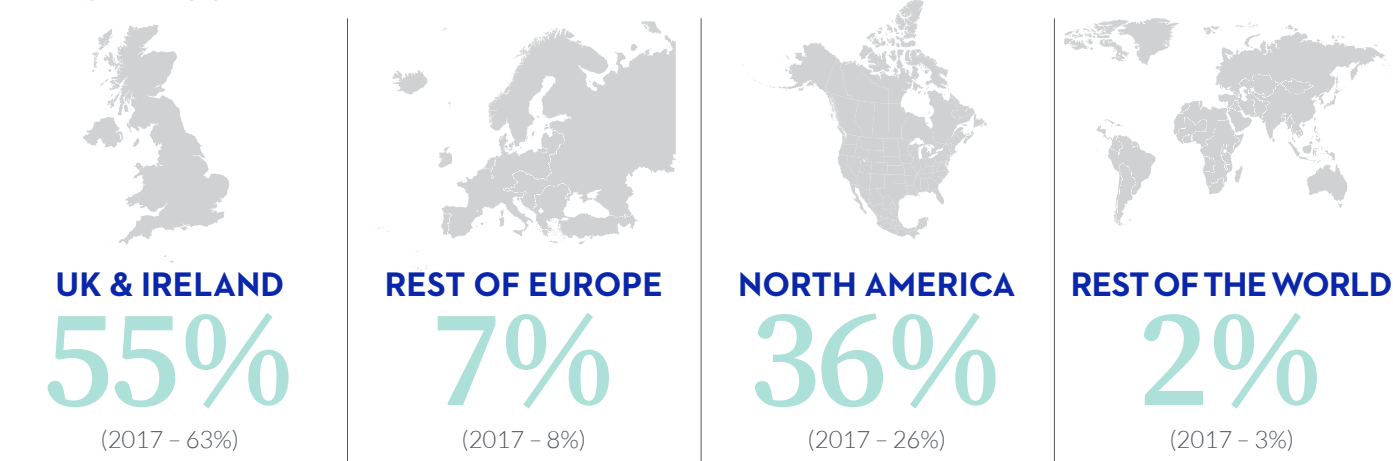 UK & IRELAND
55%
(2017 – 63%)
REST OF EUROPE
7%
(2017 – 8%)
NORTH AMERICA
36%
(2017 – 26%)
REST OF THE WORLD
2%
(2017 – 3%)